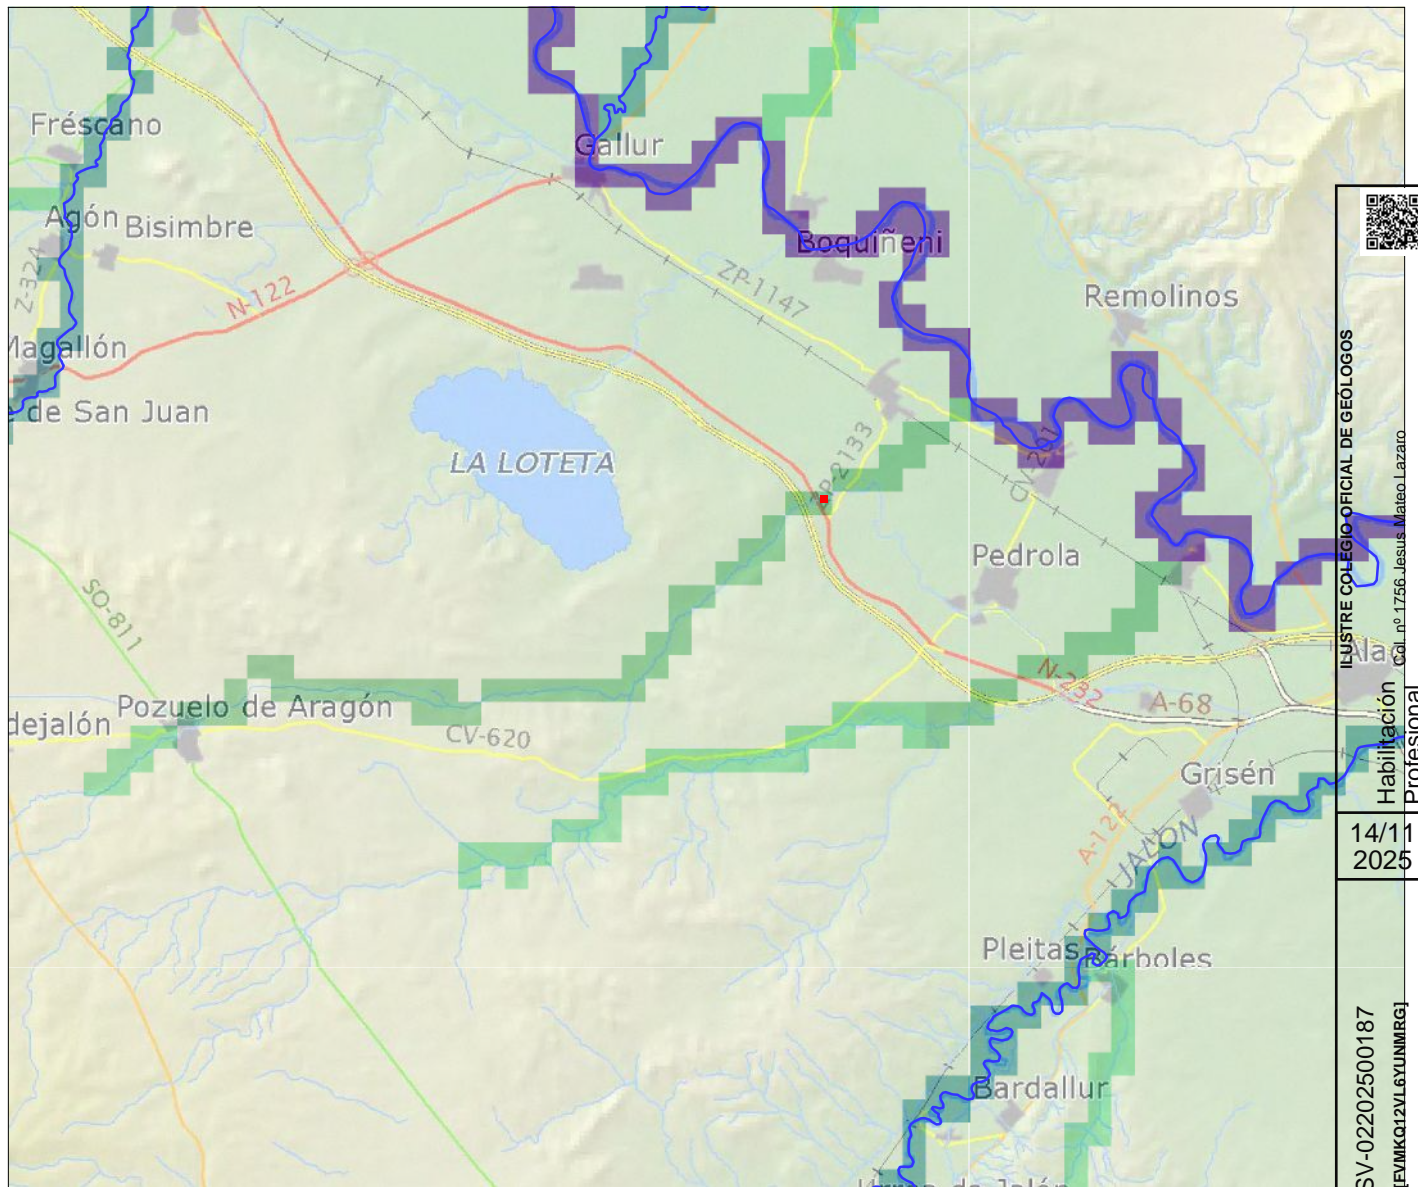 Fréscano
Gallur
Agón
Bisimbre
Boquiñeni
Z-324
N-122
ZP-1147
Remolinos
Magallón
e de San Juan
LA LOTETA
CV-201
Pedrola
SO-811
N-232
A-68
Alag
dejalón
Pozuelo de Aragón
CV-620
Grisén
A-122
JALÓN
Pleitas
Bárboles
Bardallur
ILUSTRE COLEGIO OFICIAL DE GEÓLOGOS
Col. nº 1756 Jesus Mateo Lazaro
Habilitación
Profesional
14/11
2025
SV-02202500187
[EVMKQ12VL6YUNMRG]